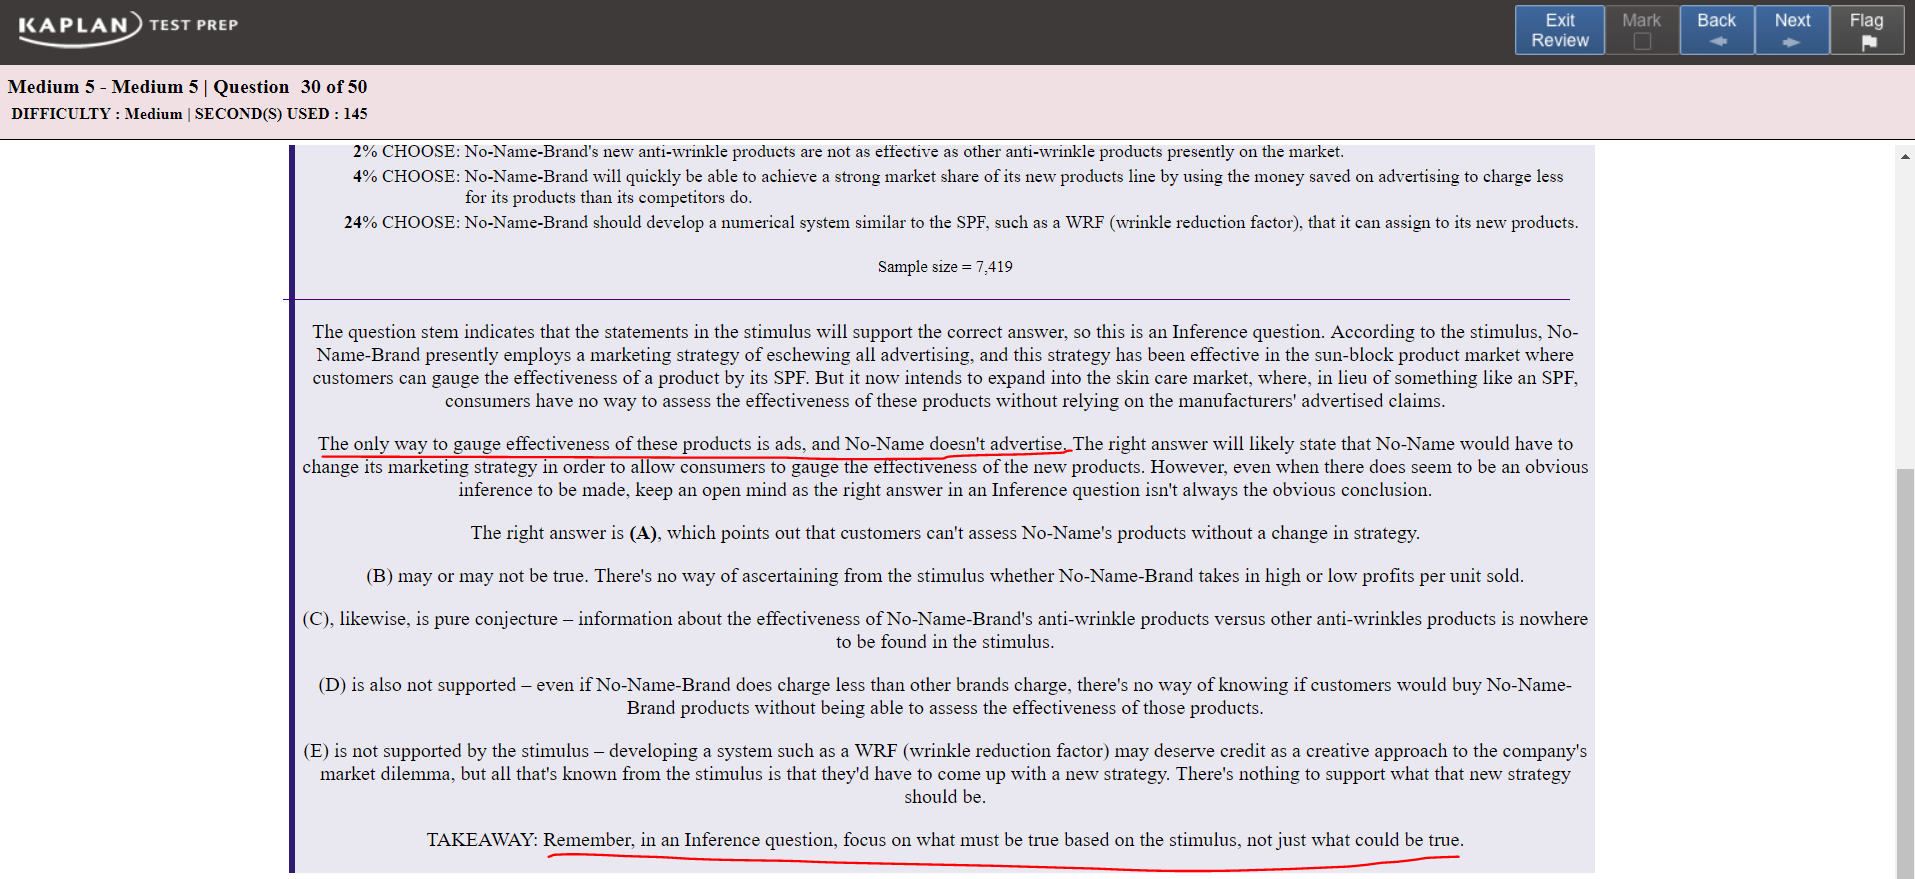 KAPLAN TEST PREP
Exit Review
Mark
Back
Next
Flag
Medium 5 - Medium 5 | Question 30 of 50
DIFFICULTY : Medium | SECOND(S) USED : 145
2% CHOOSE: No-Name-Brand's new anti-wrinkle products are not as effective as other anti-wrinkle products presently on the market.
4% CHOOSE: No-Name-Brand will quickly be able to achieve a strong market share of its new products line by using the money saved on advertising to charge less
for its products than its competitors do.
24% CHOOSE: No-Name-Brand should develop a numerical system similar to the SPF, such as a WRF (wrinkle reduction factor), that it can assign to its new products.
Sample size = 7,419
The question stem indicates that the statements in the stimulus will support the correct answer, so this is an Inference question. According to the stimulus, No-
Name-Brand presently employs a marketing strategy of eschewing all advertising, and this strategy has been effective in the sun-block product market where
customers can gauge the effectiveness of a product by its SPF. But it now intends to expand into the skin care market, where, in lieu of something like an SPF,
consumers have no way to assess the effectiveness of these products without relying on the manufacturers' advertised claims.
The only way to gauge effectiveness of these products is ads, and No-Name doesn't advertise. The right answer will likely state that No-Name would have to
change its marketing strategy in order to allow consumers to gauge the effectiveness of the new products. However, even when there does seem to be an obvious
inference to be made, keep an open mind as the right answer in an Inference question isn't always the obvious conclusion.
The right answer is (A), which points out that customers can't assess No-Name's products without a change in strategy.
(B) may or may not be true. There's no way of ascertaining from the stimulus whether No-Name-Brand takes in high or low profits per unit sold.
(C), likewise, is pure conjecture – information about the effectiveness of No-Name-Brand's anti-wrinkle products versus other anti-wrinkles products is nowhere
to be found in the stimulus.
(D) is also not supported – even if No-Name-Brand does charge less than other brands charge, there's no way of knowing if customers would buy No-Name-
Brand products without being able to assess the effectiveness of those products.
(E) is not supported by the stimulus – developing a system such as a WRF (wrinkle reduction factor) may deserve credit as a creative approach to the company's
market dilemma, but all that's known from the stimulus is that they'd have to come up with a new strategy. There's nothing to support what that new strategy
should be.
TAKEAWAY: Remember, in an Inference question, focus on what must be true based on the stimulus, not just what could be true.